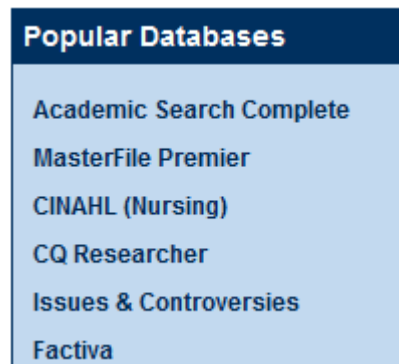 Popular Databases
Academic Search Complete
MasterFile Premier
CINAHL (Nursing)
CQ Researcher
Issues & Controversies
Factiva